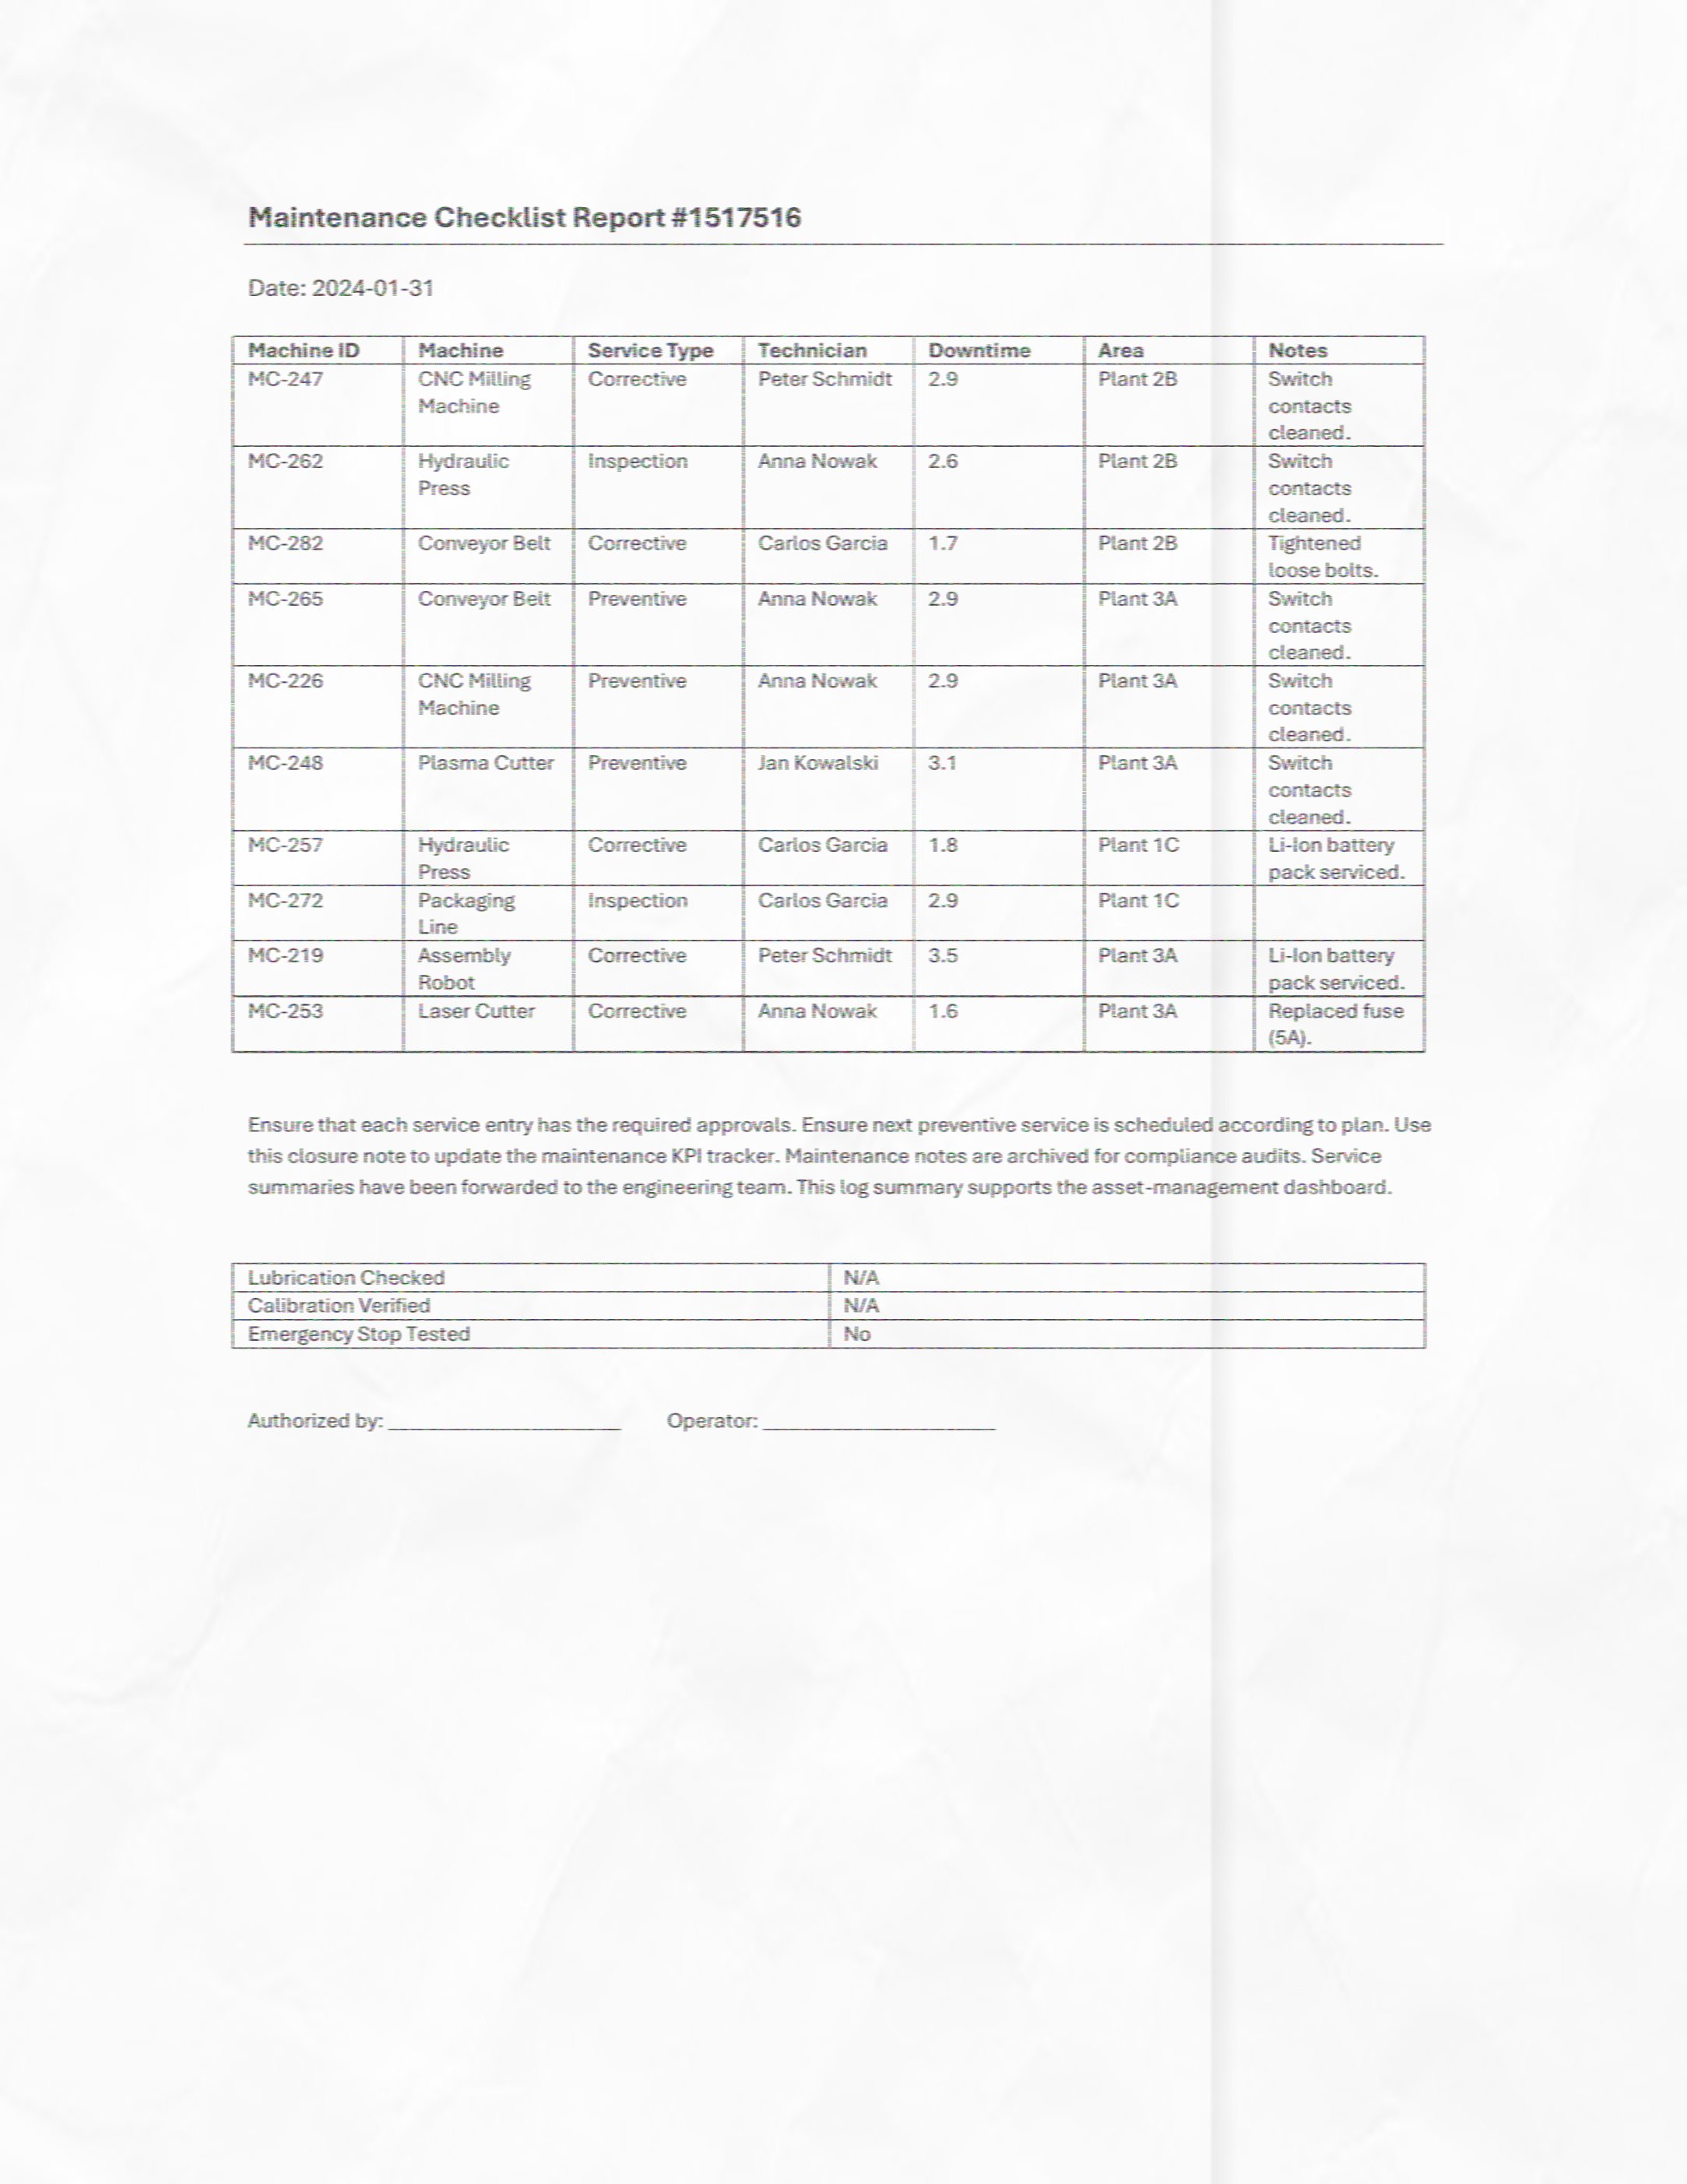 Maintenance Checklist Report #1517516
Date: 2024-01-31
Machine ID Machine Service Type Technician Downtime Area Notes
MC-247 CNC Milling Machine Corrective Peter Schmidt 2.9 Plant 2B Switch contacts cleaned.
MC-262 Hydraulic Press Inspection Anna Nowak 2.6 Plant 2B Switch contacts cleaned.
MC-282 Conveyor Belt Corrective Carlos Garcia 1.7 Plant 2B Tightened loose bolts.
MC-265 Conveyor Belt Preventive Anna Nowak 2.9 Plant 3A Switch contacts cleaned.
MC-226 CNC Milling Machine Preventive Anna Nowak 2.9 Plant 3A Switch contacts cleaned.
MC-248 Plasma Cutter Preventive Jan Kowalski 3.1 Plant 3A Switch contacts cleaned.
MC-257 Hydraulic Press Corrective Carlos Garcia 1.8 Plant 1C Li-Ion battery pack serviced.
MC-272 Packaging Line Inspection Carlos Garcia 2.9 Plant 1C
MC-219 Assembly Robot Corrective Peter Schmidt 3.5 Plant 3A Li-Ion battery pack serviced.
MC-253 Laser Cutter Corrective Anna Nowak 1.6 Plant 3A Replaced fuse (5A).
Ensure that each service entry has the required approvals. Ensure next preventive service is scheduled according to plan. Use
this closure note to update the maintenance KPI tracker. Maintenance notes are archived for compliance audits. Service
summaries have been forwarded to the engineering team. This log summary supports the asset-management dashboard.
Lubrication Checked N/A
Calibration Verified N/A
Emergency Stop Tested No
Authorized by: ______________________ Operator: ______________________